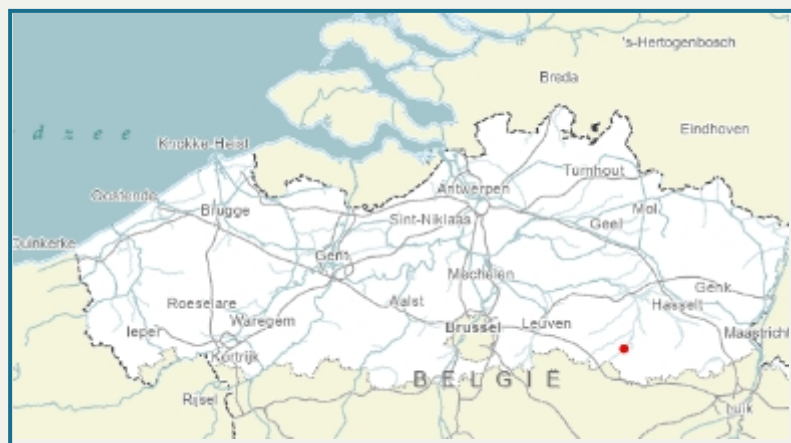 's-Hertogenbosch
Breda
Eindhoven
d z e e
Knokke-Heist
Turnhout
Oostende
Antwerpen
Mol
Brugge
Sint-Niklaas
Geel
Duinkerke
Gent
Mechelen
Genk
Roeselare
Aalst
Hasselt
Ieper
Waregem
Brussel
Leuven
Maastricht
Kortrijk
BELGIË
Rijsel
Luik